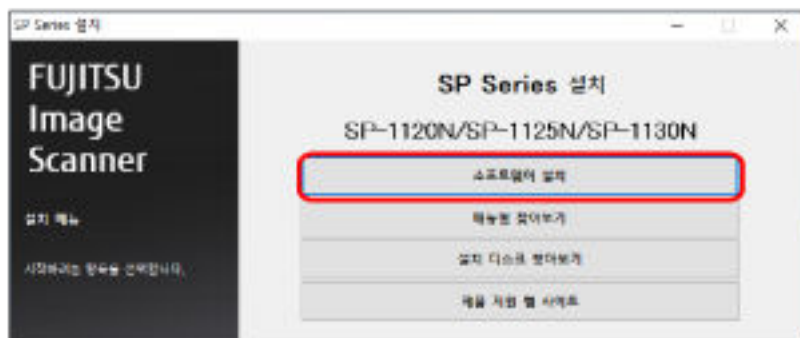 SP Series 설치
FUJITSU
Image
Scanner
설치 메뉴
시작하려는 항목을 선택합니다.
SP Series 설치
SP-1120N/SP-1125N/SP-1130N
소프트웨어 설치
매뉴얼 찾아보기
설치 디스크 찾아보기
제품 지원 웹 사이트